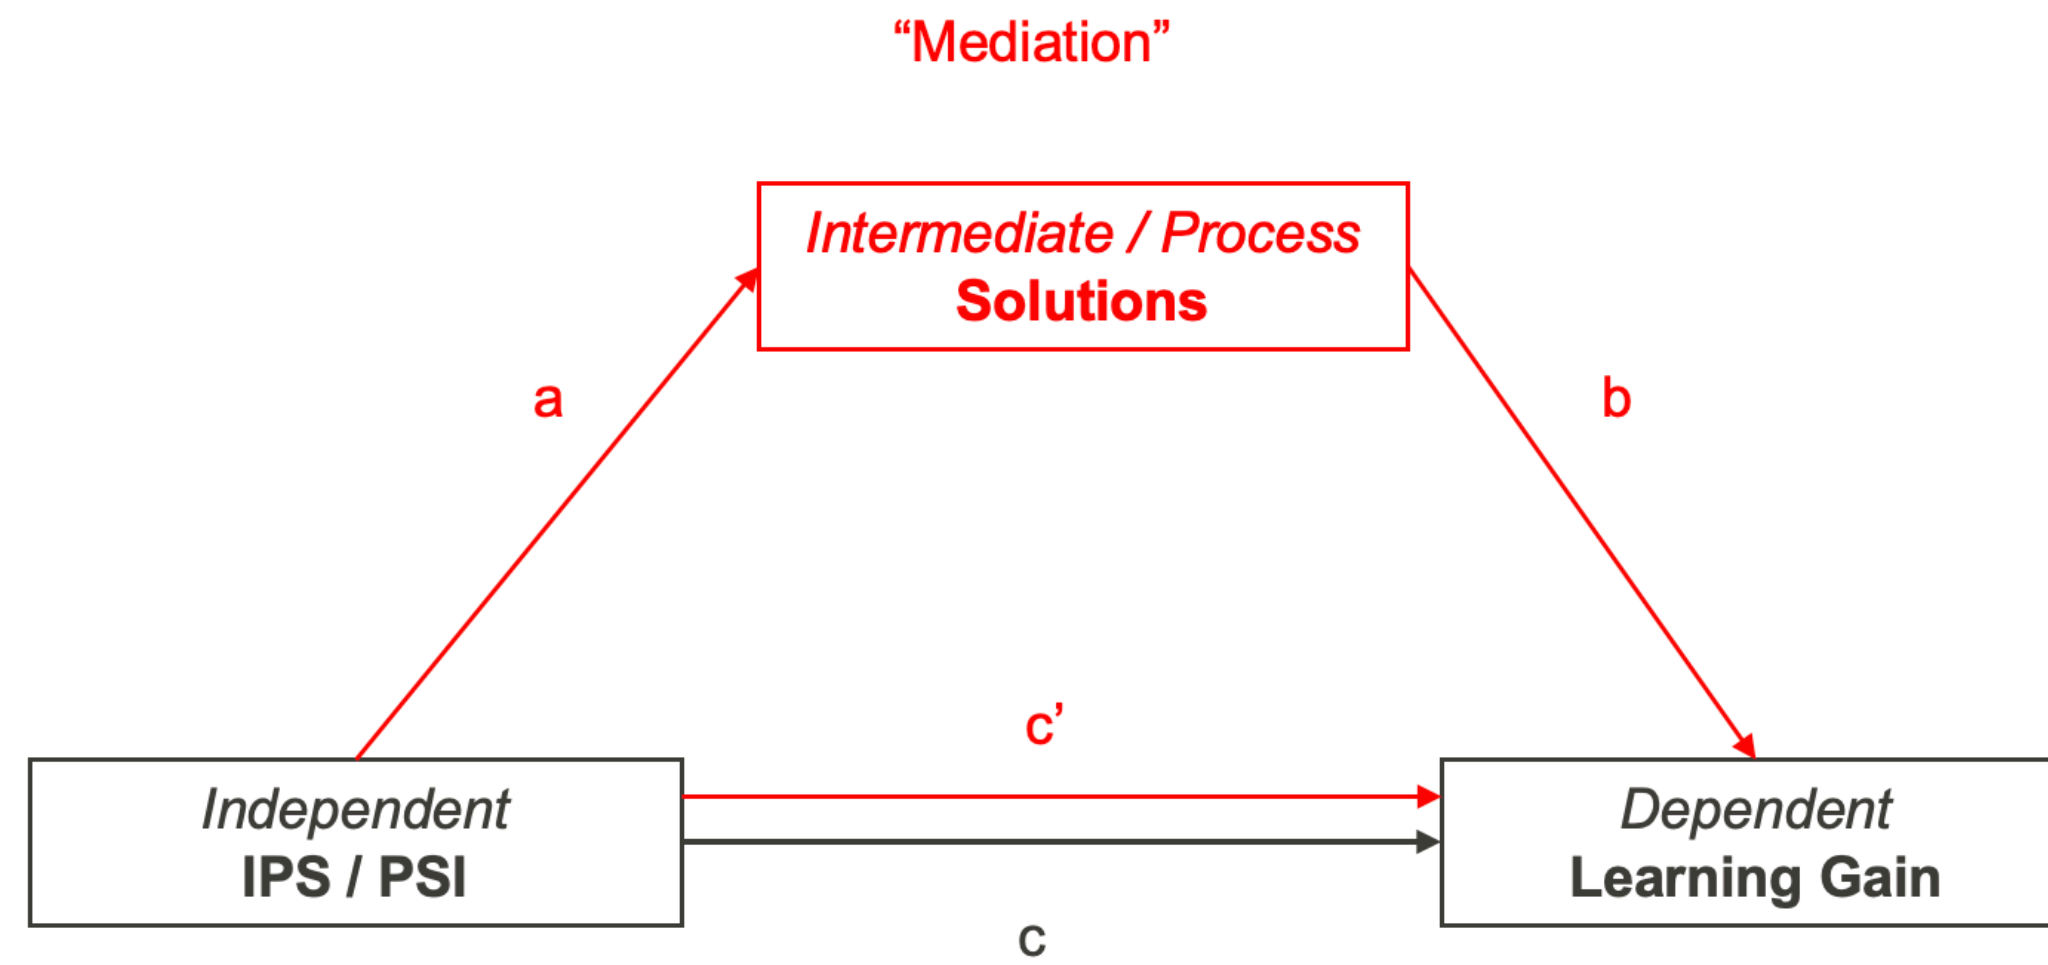 “Mediation”
Intermediate / Process
Solutions
a
b
c’
Independent
IPS / PSI
Dependent
Learning Gain
c